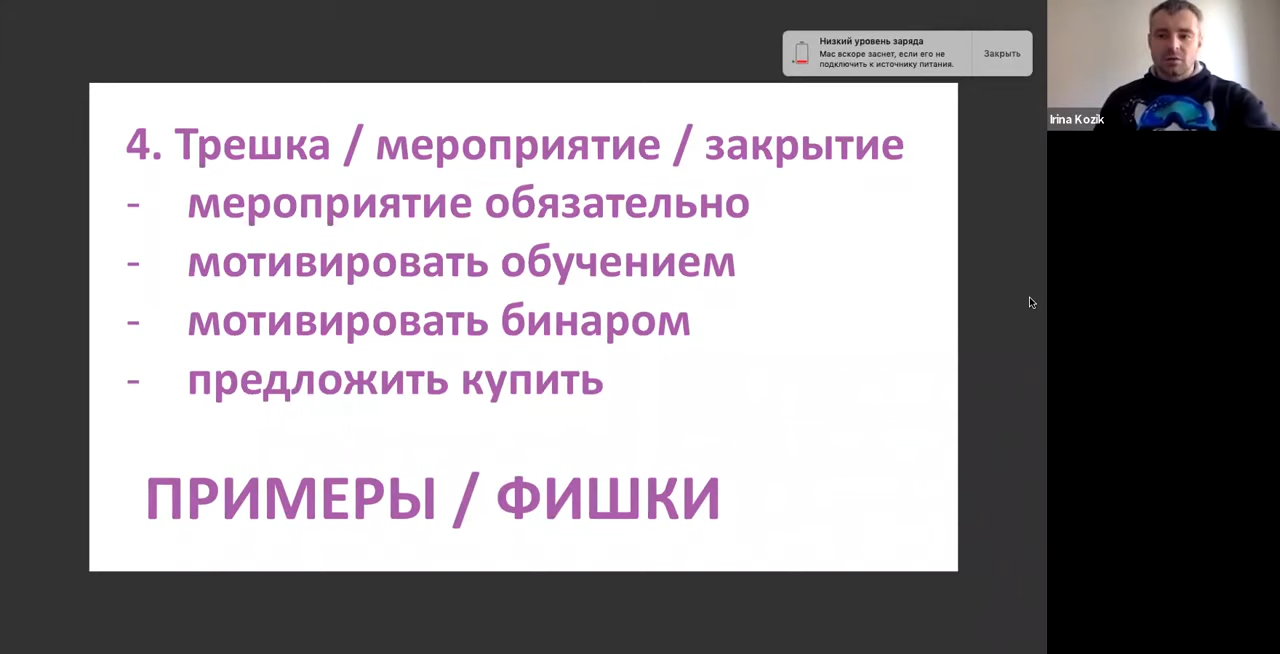 Низкий уровень заряда
Mac вскоре заснет, если его не
подключить к источнику питания.
Закрыть
Irina Kozik
4. Трешка / мероприятие / закрытие
- мероприятие обязательно
- мотивировать обучением
- мотивировать бинаром
- предложить купить
ПРИМЕРЫ / ФИШКИ